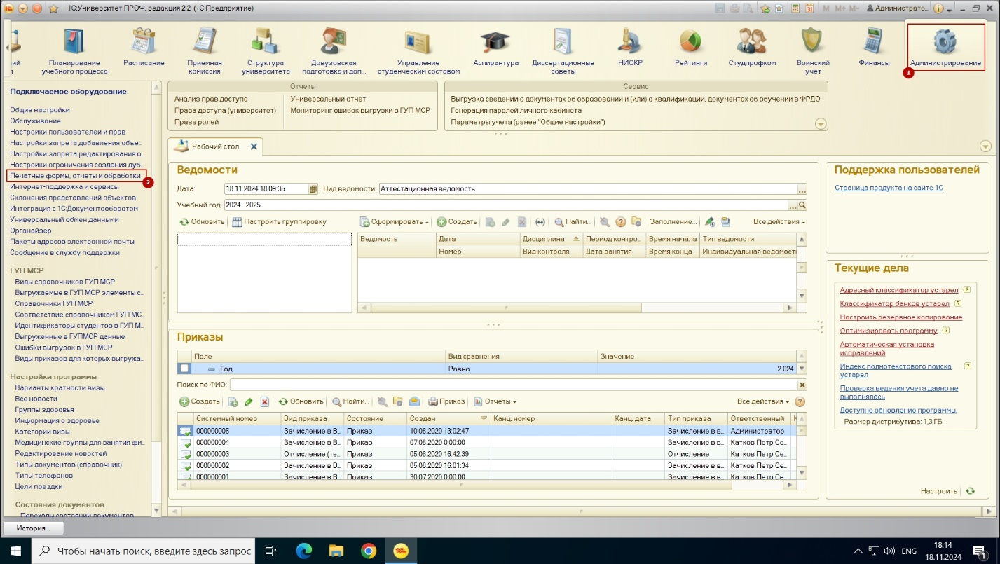 1С:Университет ПРОФ, редакция 2.2 (1С:Предприятие)
M M+ M-
Администрато...
Планирование учебного процесса
Расписание
Приемная комиссия
Структура университета
Довузовская подготовка и доп...
Управление студенческим составом
Аспирантура
Диссертационные советы
НИОКР
Рейтинги
Студпрофком
Воинский учет
Финансы
Администрирование
1
Подключаемое оборудование
Общие настройки
Обслуживание
Настройки пользователей и прав
Настройки запрета добавления объе...
Настройки запрета редактирования о...
Настройки ограничения создания дуб...
Печатные формы, отчеты и обработки
2
Интернет-поддержка и сервисы
Склонения представлений объектов
Интеграция с 1С:Документооборотом
Универсальный обмен данными
Органайзер
Пакеты адресов электронной почты
Сообщение в службу поддержки
ГУП МСР
Виды справочников ГУП МСР
Выгружаемые в ГУП МСР элементы с...
Справочники ГУП МСР
Соответствие справочникам ГУП МС...
Идентификаторы студентов в ГУП М...
Выгруженные в ГУПМСР данные
Ошибки выгрузок в ГУП МСР
Виды приказов для которых выгружа...
Настройки программы
Варианты кратности визы
Все новости
Группы здоровья
Информация о здоровье
Категории визы
Медицинские группы для занятия фи...
Редактирование новостей
Типы документов (справочник)
Типы телефонов
Цели поездки
Состояния документов
Переходы состояний документов
Отчеты
Анализ прав доступа
Права доступа (университет)
Права ролей
Универсальный отчет
Мониторинг ошибок выгрузки в ГУП МСР
Сервис
Выгрузка сведений о документах об образовании и (или) о квалификации, документах об обучении в ФРДО
Генерация паролей личного кабинета
Параметры учета (ранее "Общие настройки")
Рабочий стол
Ведомости
Дата: 18.11.2024 18:09:35 Вид ведомости: Аттестационная ведомость
Учебный год: 2024 - 2025
Обновить Настроить группировку
Сформировать Создать Найти... Заполнение... Все действия
Ведомость Дата Дисциплина Период контро... Время начала Тип ведомости
Номер Вид контроля Дата занятия Время конца Индивидуальная ведомость
Приказы
Поле Вид сравнения Значение
Год Равно 2 024
Поиск по ФИО:
Создать Обновить Найти... Приказ Отчеты Все действия
Системный номер Вид приказа Состояние Создан Канц. номер Канц. дата Тип приказа Ответственный К
000000005 Зачисление в В... Приказ 10.08.2020 13:02:47 Зачисление в в... Администратор
000000004 Зачисление в В... Приказ 07.08.2020 0:00:00 Зачисление в в... Катков Петр Се...
000000003 Отчисление (те... Приказ 05.08.2020 16:42:39 Отчисление Катков Петр Се...
000000002 Зачисление в В... Приказ 05.08.2020 16:01:34 Зачисление в в... Катков Петр Се...
000000001 Зачисление в В... Приказ 30.07.2020 0:00:00 Зачисление в в... Катков Петр Се...
Поддержка пользователей
Страница продукта на сайте 1С
Текущие дела
Адресный классификатор устарел ?
Классификатор банков устарел ?
Настроить резервное копирование
Оптимизировать программу ?
Автоматическая установка
исправлений
Индекс полнотекстового поиска ?
устарел
Проверка ведения учета давно не
выполнялась
Доступно обновление программы.
Размер дистрибутива: 1,3 ГБ.
Настроить
История...
Чтобы начать поиск, введите здесь запрос
ENG
18:14
18.11.2024
1